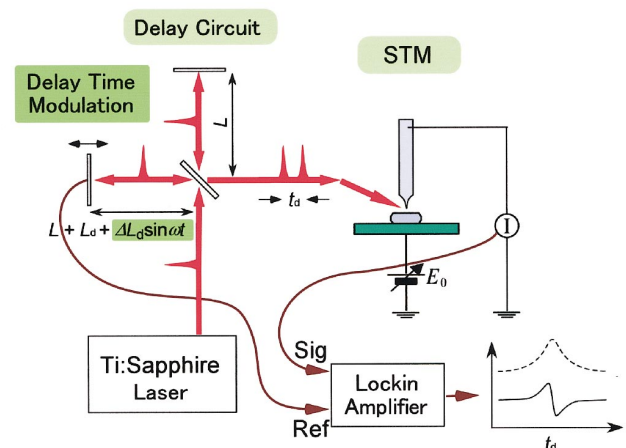 Delay Circuit
STM
Delay Time
Modulation
L
L + Ld + ΔLdsinωt
td
I
E0
Ti:Sapphire
Laser
Sig
Ref
Lockin
Amplifier
td